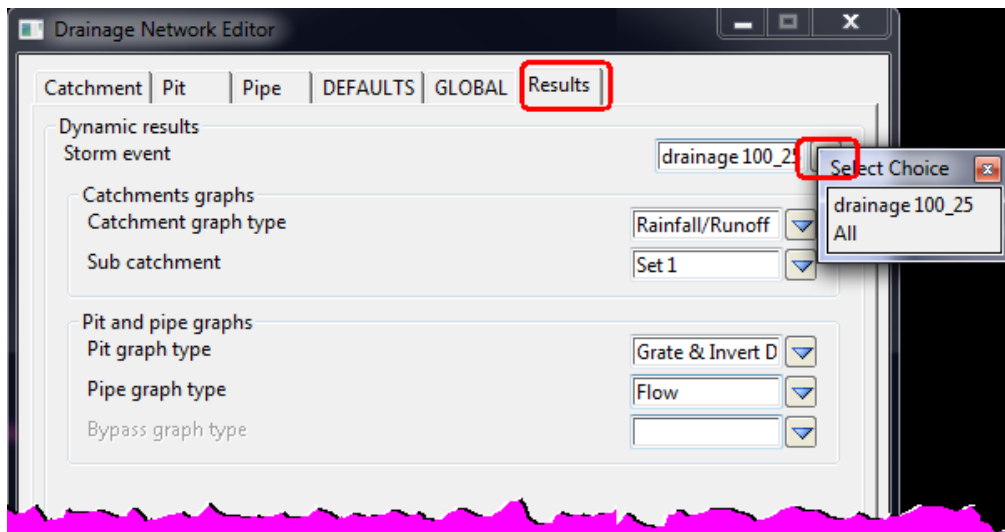 Drainage Network Editor
Catchment Pit Pipe DEFAULTS GLOBAL Results
Dynamic results
Storm event drainage 100_25
Select Choice
drainage 100_25
All
Catchments graphs
Catchment graph type Rainfall/Runoff
Sub catchment Set 1
Pit and pipe graphs
Pit graph type Grate & Invert D
Pipe graph type Flow
Bypass graph type